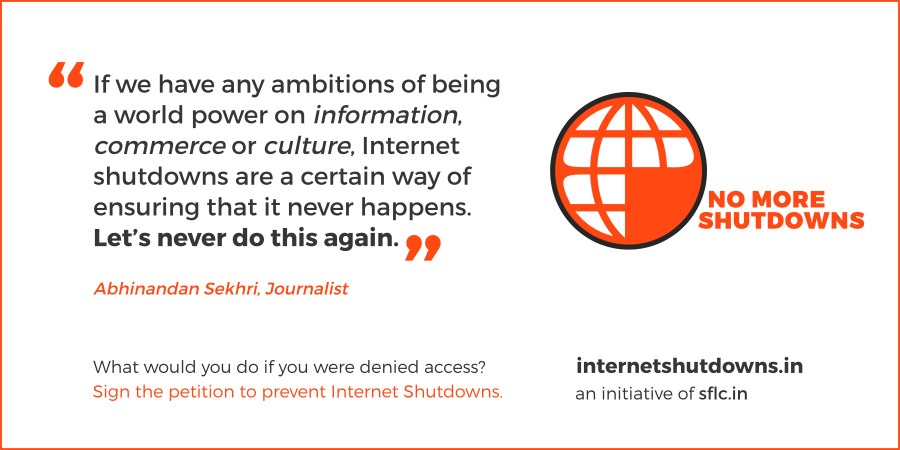 “ If we have any ambitions of being
a world power on information,
commerce or culture, Internet
shutdowns are a certain way of
ensuring that it never happens.
Let’s never do this again. ”
Abhinandan Sekhri, Journalist
NO MORE
SHUTDOWNS
What would you do if you were denied access?
Sign the petition to prevent Internet Shutdowns.
internetshutdowns.in
an initiative of sflc.in